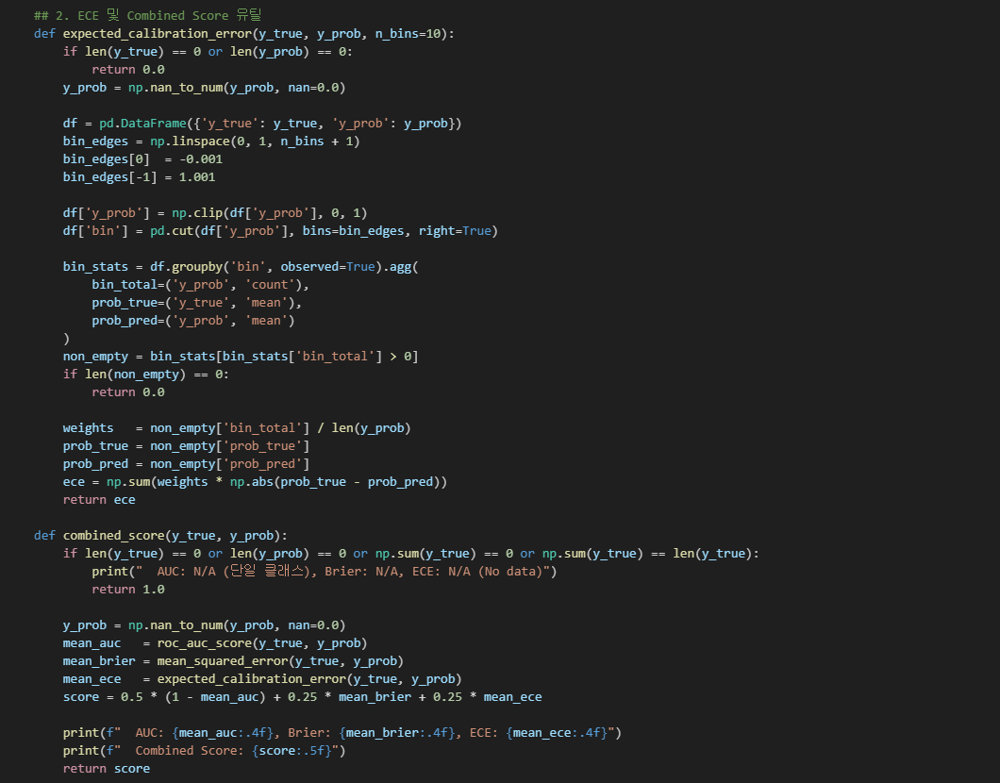 ## 2. ECE 및 Combined Score 유틸
def expected_calibration_error(y_true, y_prob, n_bins=10):
    if len(y_true) == 0 or len(y_prob) == 0:
        return 0.0
    y_prob = np.nan_to_num(y_prob, nan=0.0)

    df = pd.DataFrame({'y_true': y_true, 'y_prob': y_prob})
    bin_edges = np.linspace(0, 1, n_bins + 1)
    bin_edges[0]  = -0.001
    bin_edges[-1] = 1.001

    df['y_prob'] = np.clip(df['y_prob'], 0, 1)
    df['bin'] = pd.cut(df['y_prob'], bins=bin_edges, right=True)

    bin_stats = df.groupby('bin', observed=True).agg(
        bin_total=('y_prob', 'count'),
        prob_true=('y_true', 'mean'),
        prob_pred=('y_prob', 'mean')
    )
    non_empty = bin_stats[bin_stats['bin_total'] > 0]
    if len(non_empty) == 0:
        return 0.0

    weights   = non_empty['bin_total'] / len(y_prob)
    prob_true = non_empty['prob_true']
    prob_pred = non_empty['prob_pred']
    ece = np.sum(weights * np.abs(prob_true - prob_pred))
    return ece

def combined_score(y_true, y_prob):
    if len(y_true) == 0 or len(y_prob) == 0 or np.sum(y_true) == 0 or np.sum(y_true) == len(y_true):
        print("  AUC: N/A (단일 클래스), Brier: N/A, ECE: N/A (No data)")
        return 1.0

    y_prob = np.nan_to_num(y_prob, nan=0.0)
    mean_auc   = roc_auc_score(y_true, y_prob)
    mean_brier = mean_squared_error(y_true, y_prob)
    mean_ece   = expected_calibration_error(y_true, y_prob)
    score = 0.5 * (1 - mean_auc) + 0.25 * mean_brier + 0.25 * mean_ece

    print(f"  AUC: {mean_auc:.4f}, Brier: {mean_brier:.4f}, ECE: {mean_ece:.4f}")
    print(f"  Combined Score: {score:.5f}")
    return score